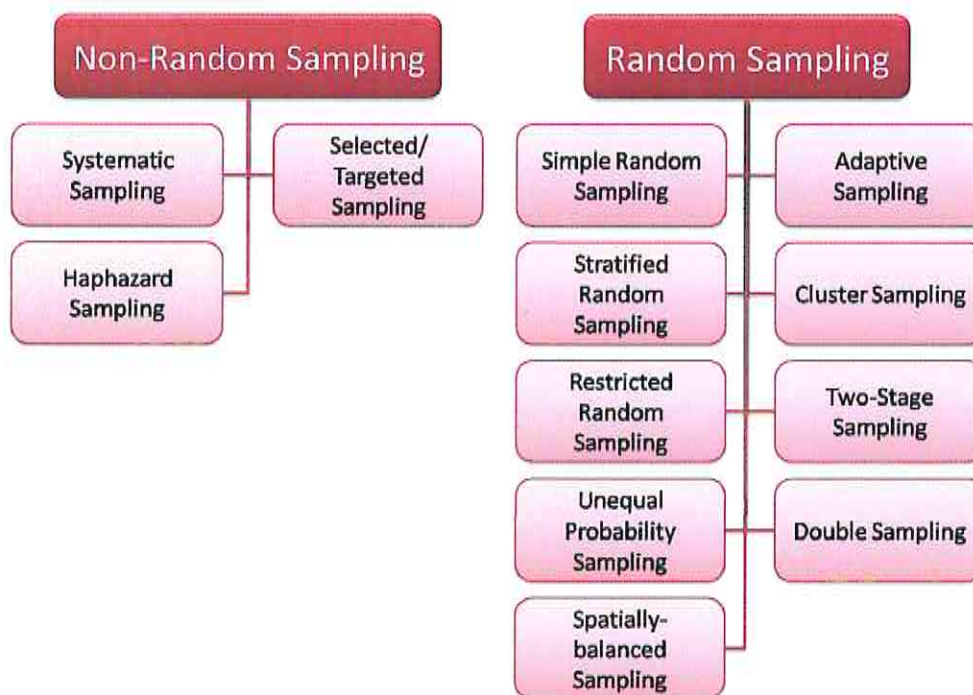 Non-Random Sampling
Systematic
Sampling
Selected/
Targeted
Sampling
Haphazard
Sampling
Random Sampling
Simple Random
Sampling
Adaptive
Sampling
Stratified
Random
Sampling
Cluster Sampling
Restricted
Random
Sampling
Two-Stage
Sampling
Unequal
Probability
Sampling
Double Sampling
Spatially-
balanced
Sampling